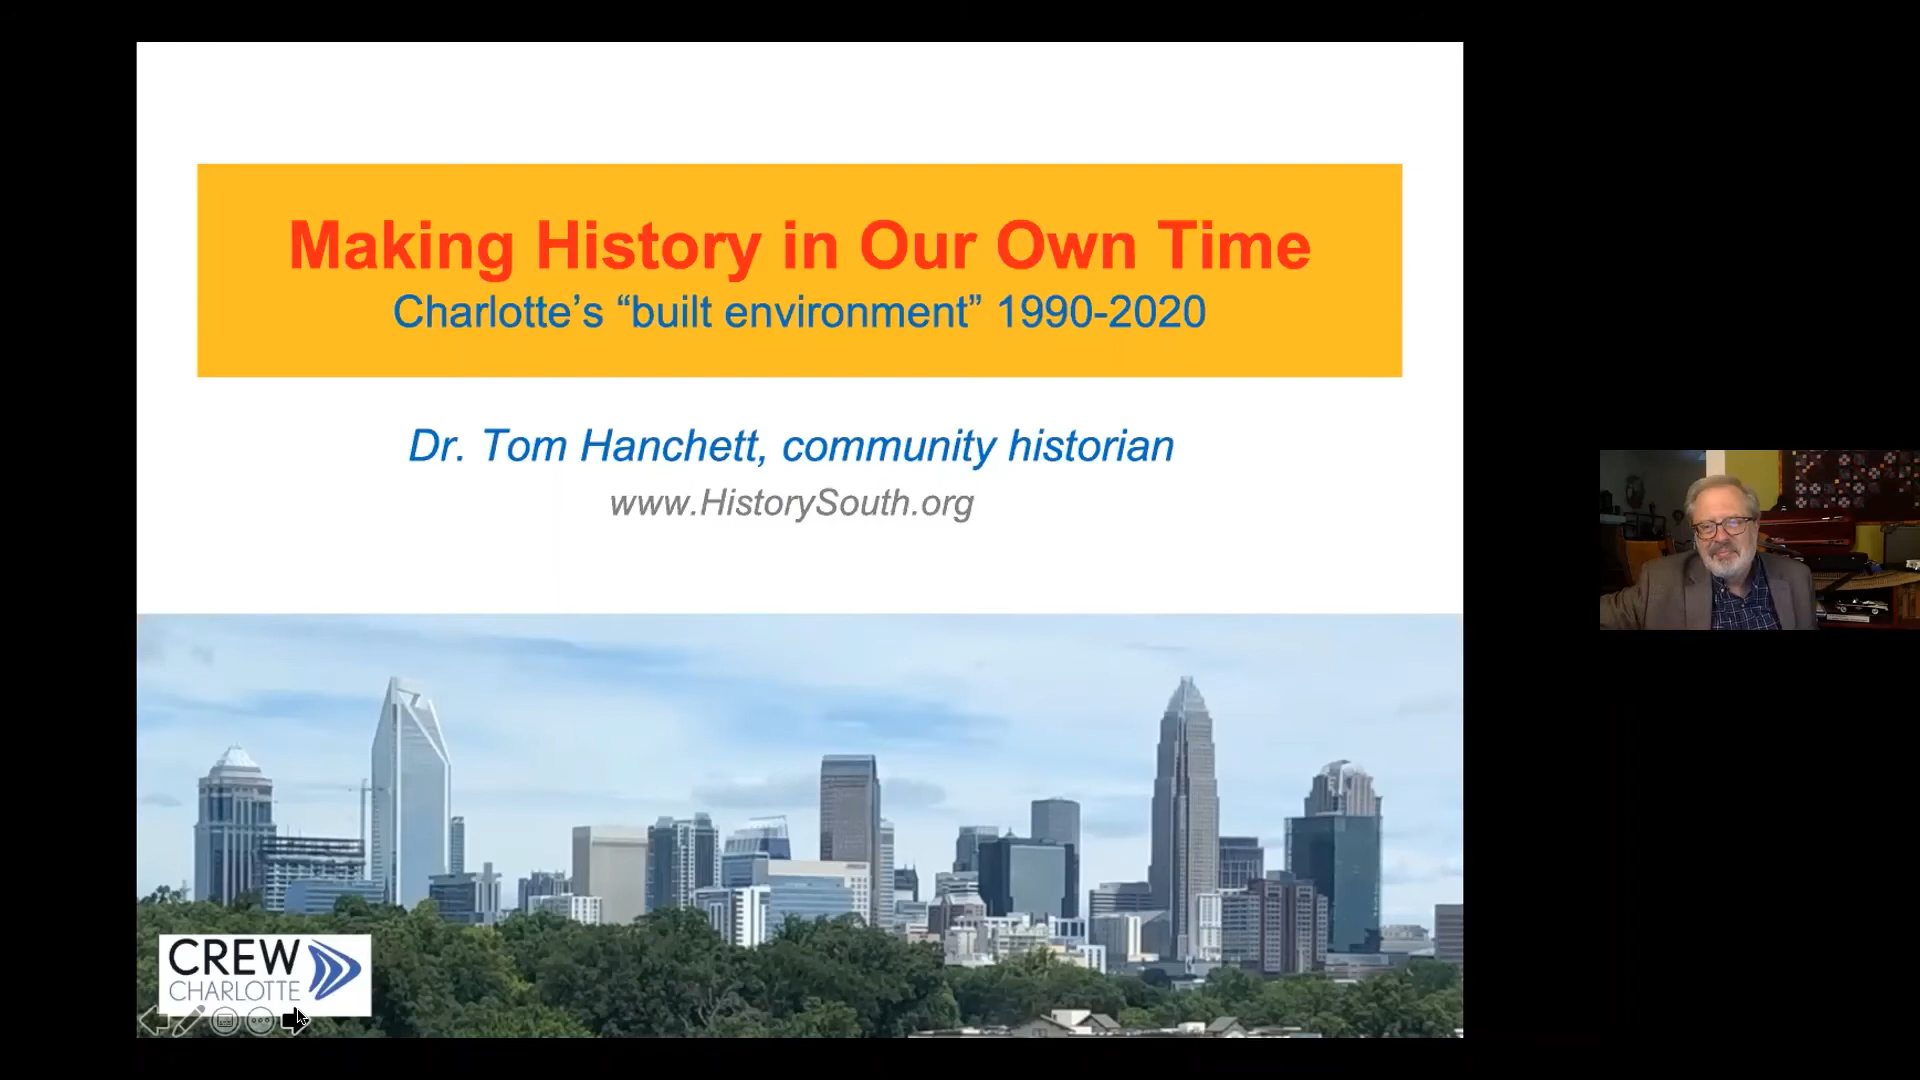 Making History in Our Own Time
Charlotte’s “built environment” 1990-2020
Dr. Tom Hanchett, community historian
www.HistorySouth.org
CREW
CHARLOTTE